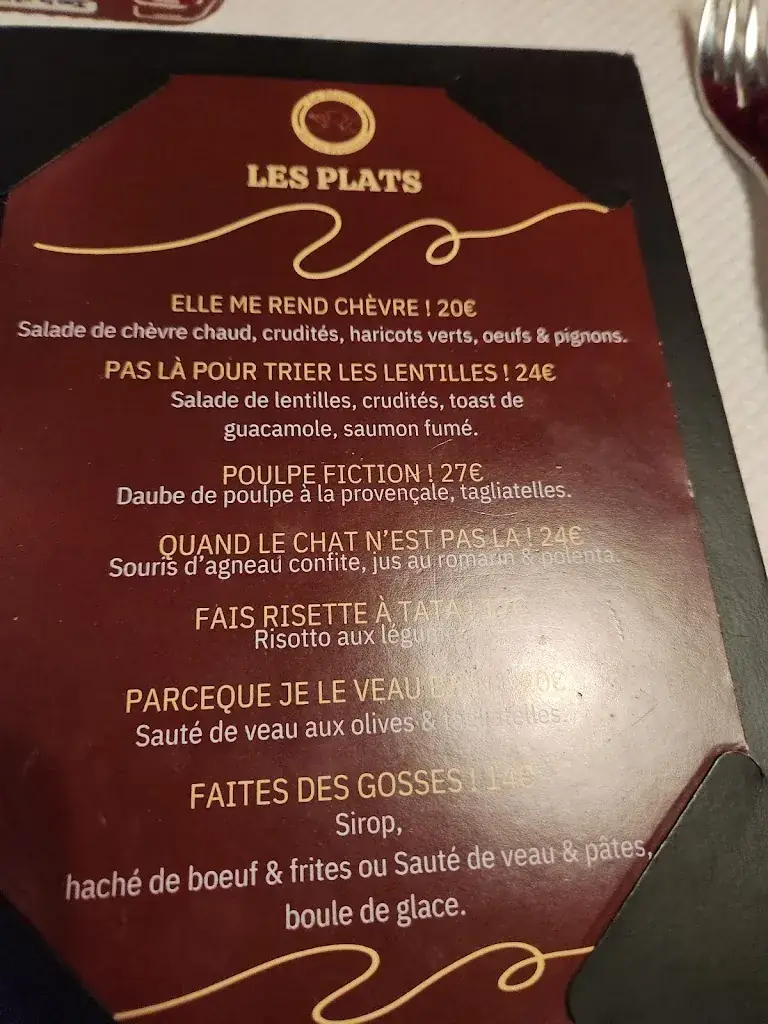 LES PLATS
ELLE ME REND CHÈVRE ! 20€
Salade de chèvre chaud, crudités, haricots verts, oeufs & pignons.
PAS LÀ POUR TRIER LES LENTILLES ! 24€
Salade de lentilles, crudités, toast de
guacamole, saumon fumé.
POULPE FICTION ! 27€
Daube de poulpe à la provençale, tagliatelles.
QUAND LE CHAT N'EST PAS LA ! 24€
Souris d'agneau confite, jus au romarin & polenta.
FAIS RISETTE À TATA !
Risotto aux légumes
PARCEQUE JE LE VEAU
Sauté de veau aux olives & tagliatelles.
FAITES DES GOSSES ! 14€
Sirop,
haché de boeuf & frites ou Sauté de veau & pâtes,
boule de glace.